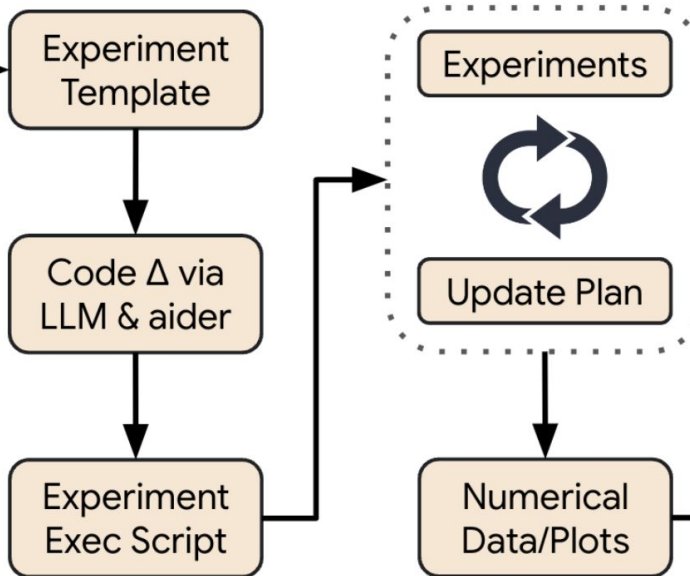 Experiment
Template
Code Δ via
LLM & aider
Experiment
Exec Script
Experiments
Update Plan
Numerical
Data/Plots